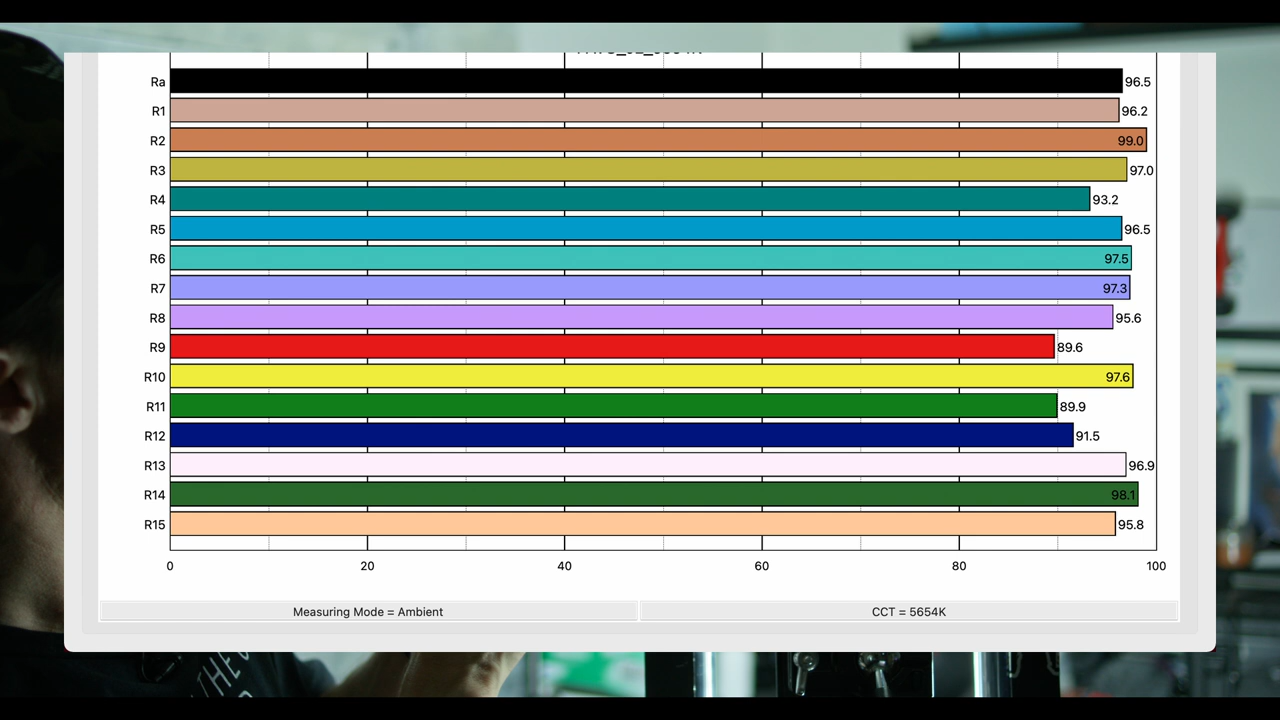 Ra 96.5
R1 96.2
R2 99.0
R3 97.0
R4 93.2
R5 96.5
R6 97.5
R7 97.3
R8 95.6
R9 89.6
R10 97.6
R11 89.9
R12 91.5
R13 96.9
R14 98.1
R15 95.8
0 20 40 60 80 100
Measuring Mode = Ambient CCT = 5654K